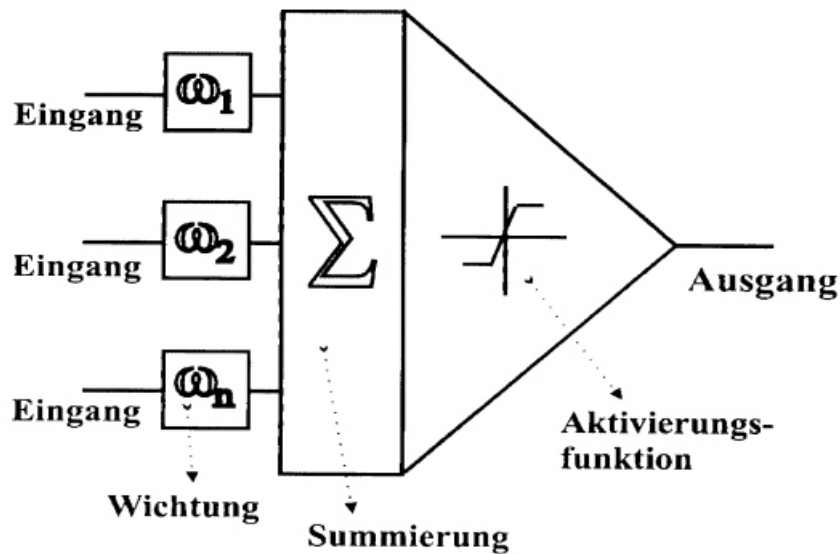 ω1
Eingang
ω2
Eingang
Σ
Ausgang
ωn
Eingang
Aktivierungs-
funktion
Wichtung
Summierung